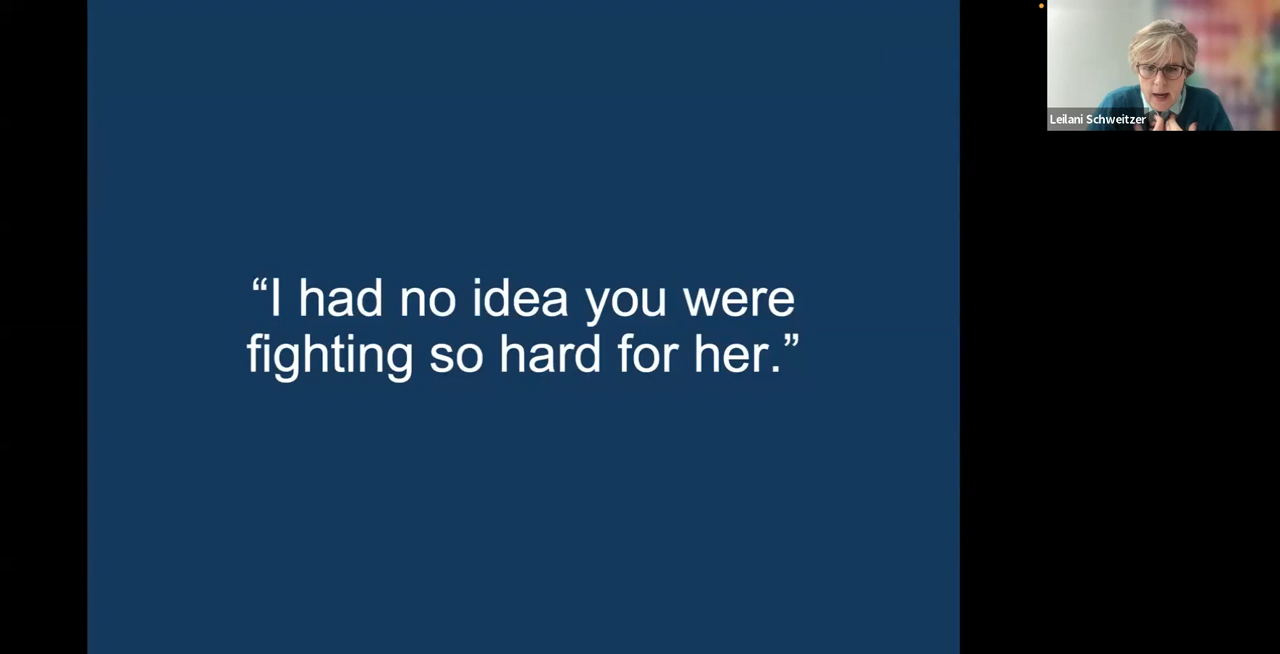 “I had no idea you were
fighting so hard for her.”
Leilani Schweitzer